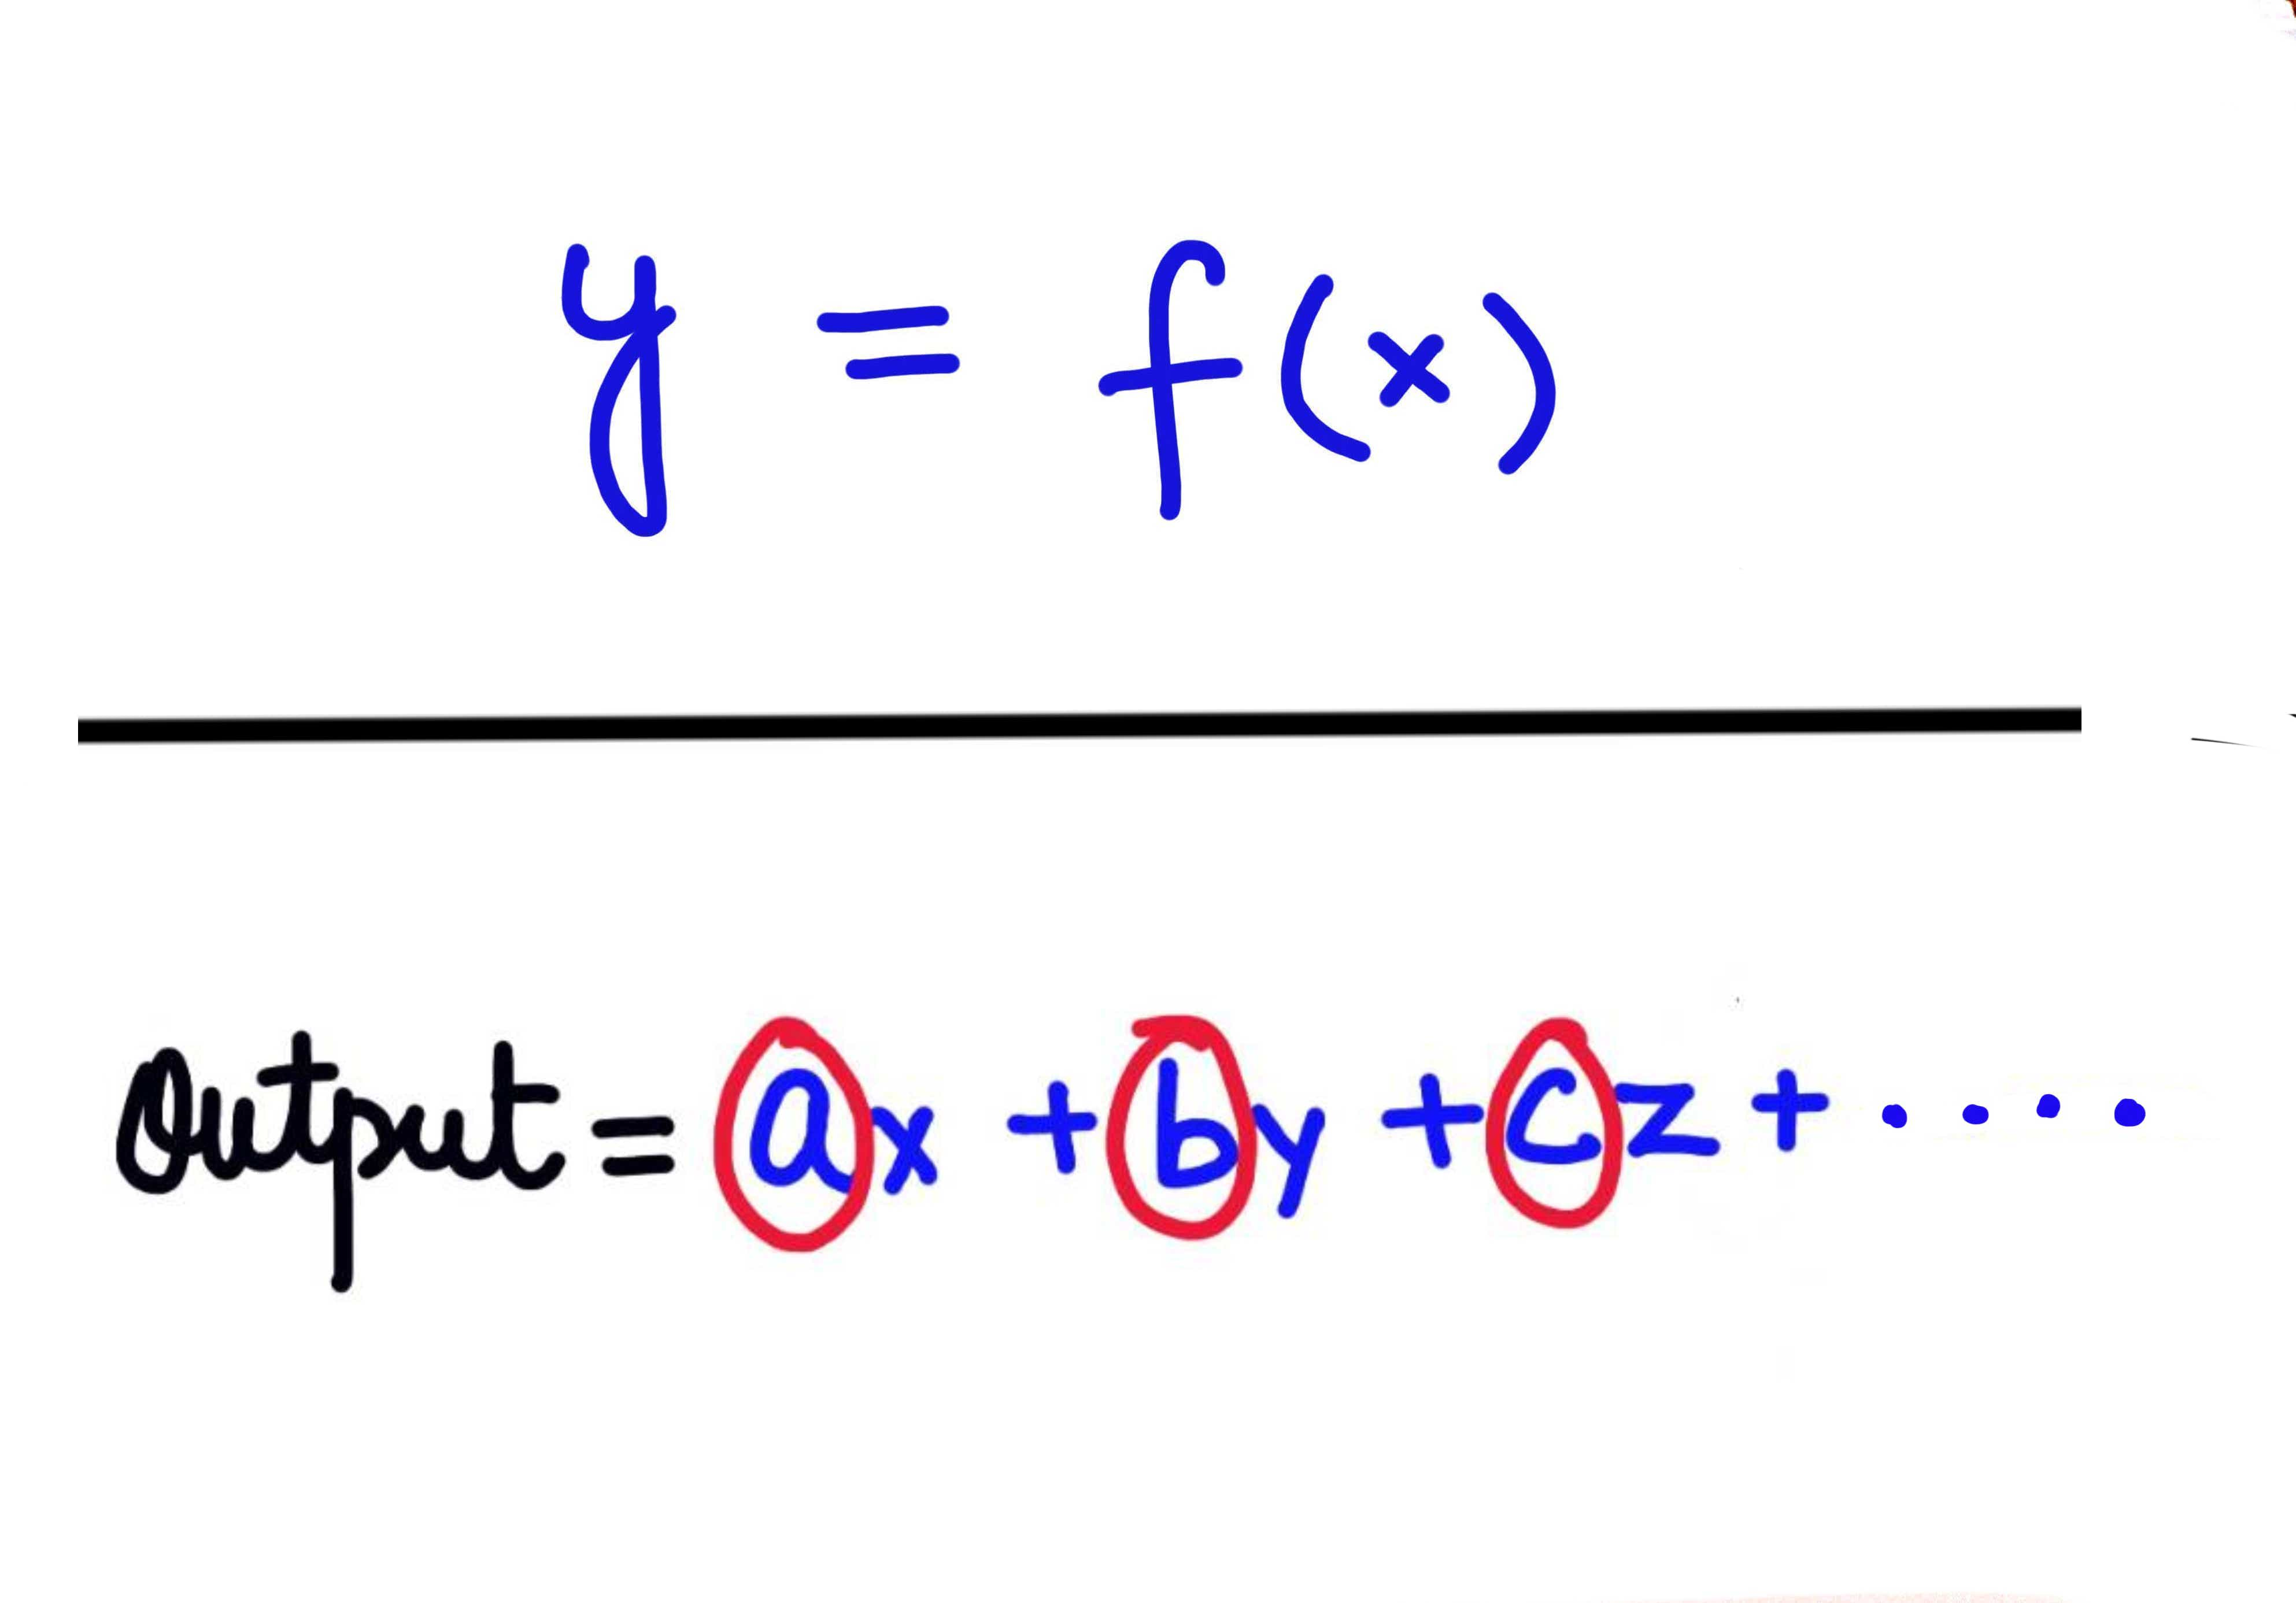 y = f(x)
Output = ax + by + cz + ....